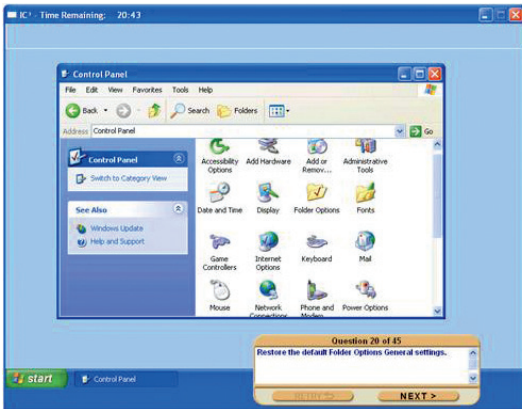 IC³ - Time Remaining: 20:43
Control Panel
File Edit View Favorites Tools Help
Back Search Folders
Address Control Panel Go
Control Panel
Switch to Category View
See Also
Windows Update
Help and Support
Accessibility Options
Add Hardware
Add or Remov...
Administrative Tools
Date and Time
Display
Folder Options
Fonts
Game Controllers
Internet Options
Keyboard
Mail
Mouse
Network Connections
Phone and Modem
Power Options
Question 20 of 45
Restore the default Folder Options General settings.
NEXT >
start Control Panel